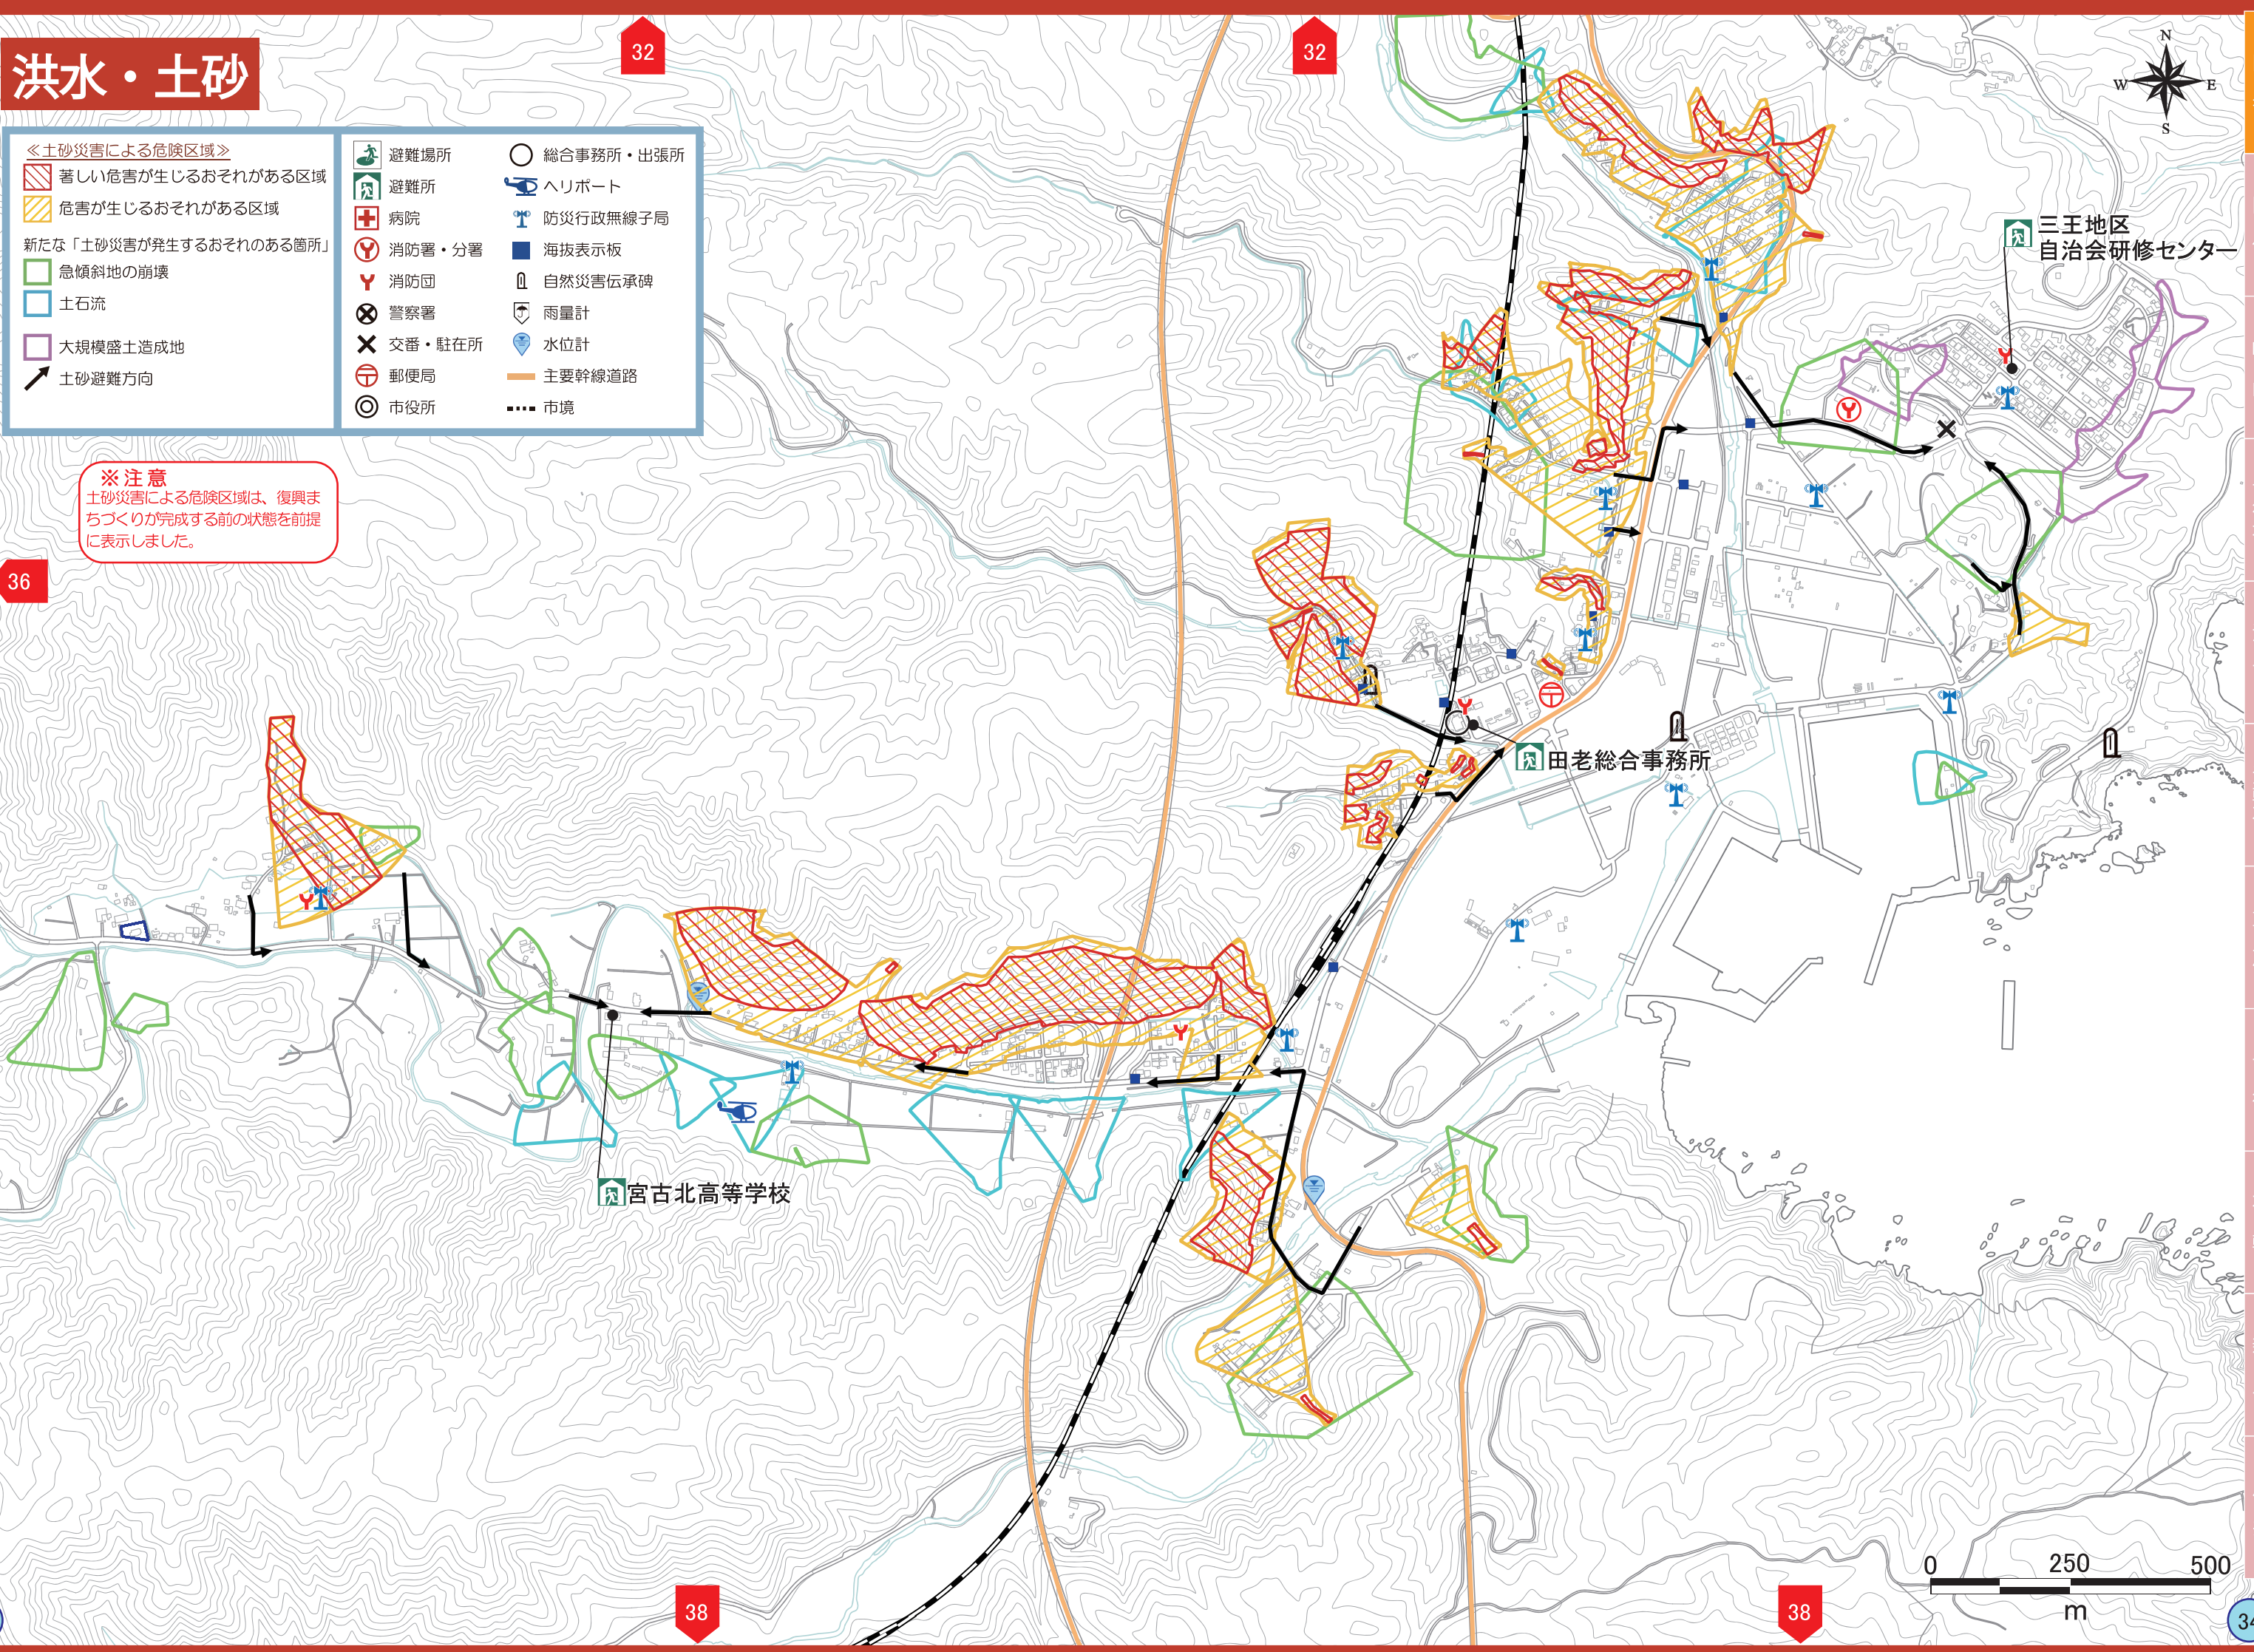 洪水・土砂
32
32
N
W
E
S
≪土砂災害による危険区域≫
著しい危害が生じるおそれがある区域
危害が生じるおそれがある区域
新たな「土砂災害が発生するおそれのある箇所」
急傾斜地の崩壊
土石流
大規模盛土造成地
土砂避難方向
避難場所
避難所
病院
消防署・分署
消防団
警察署
交番・駐在所
郵便局
市役所
総合事務所・出張所
ヘリポート
防災行政無線子局
海抜表示板
自然災害伝承碑
雨量計
水位計
主要幹線道路
市境
※注意
土砂災害による危険区域は、復興ま
ちづくりが完成する前の状態を前提
に表示しました。
36
三王地区
自治会研修センター
田老総合事務所
宮古北高等学校
0
250
500
m
38
38
34